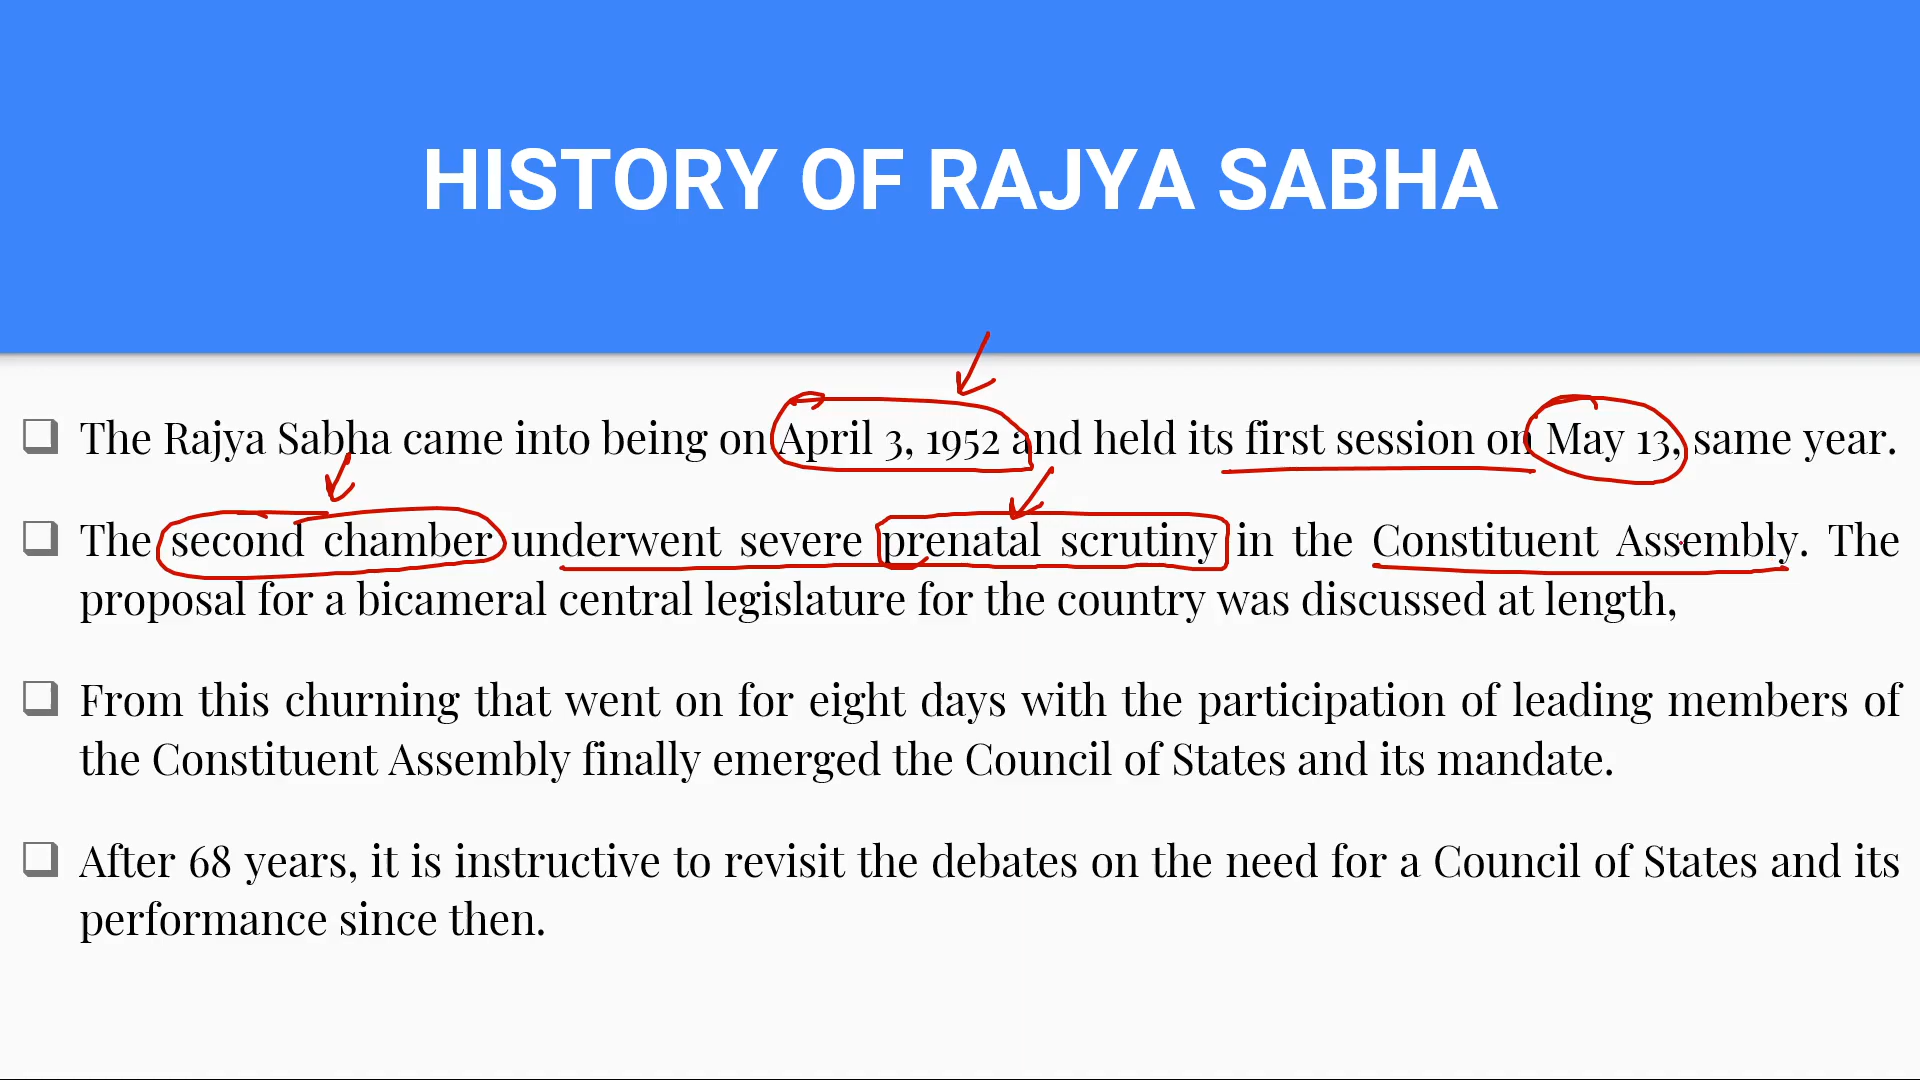 HISTORY OF RAJYA SABHA
The Rajya Sabha came into being on April 3, 1952 and held its first session on May 13, same year.
The second chamber underwent severe prenatal scrutiny in the Constituent Assembly. The
proposal for a bicameral central legislature for the country was discussed at length,
From this churning that went on for eight days with the participation of leading members of
the Constituent Assembly finally emerged the Council of States and its mandate.
After 68 years, it is instructive to revisit the debates on the need for a Council of States and its
performance since then.